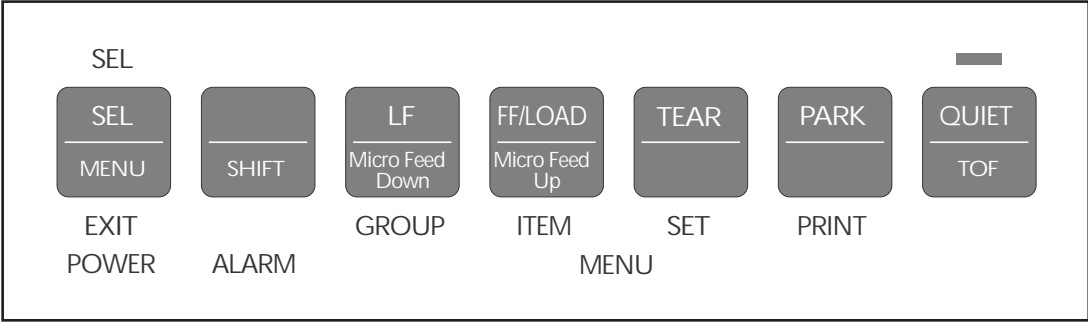 SEL
SEL LF FF/LOAD TEAR PARK QUIET
MENU SHIFT Micro Feed Down Micro Feed Up TOF
EXIT GROUP ITEM SET PRINT
POWER ALARM MENU